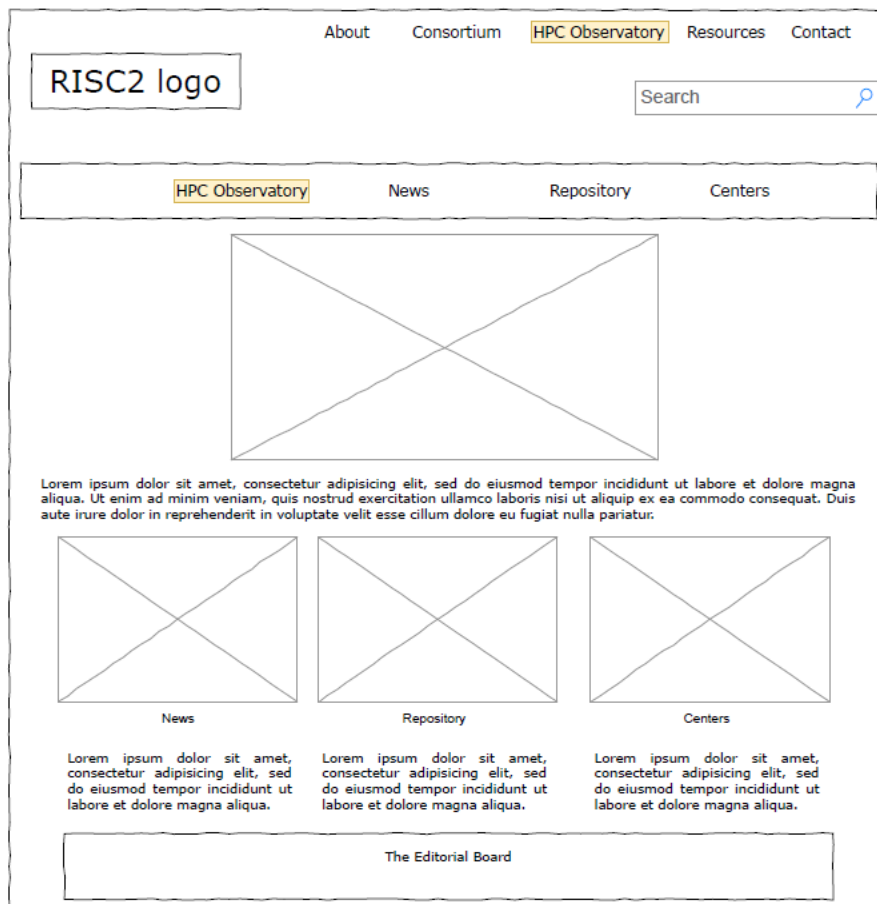 About Consortium HPC Observatory Resources Contact
RISC2 logo
Search
HPC Observatory News Repository Centers
Lorem ipsum dolor sit amet, consectetur adipisicing elit, sed do eiusmod tempor incididunt ut labore et dolore magna
aliqua. Ut enim ad minim veniam, quis nostrud exercitation ullamco laboris nisi ut aliquip ex ea commodo consequat. Duis
aute irure dolor in reprehenderit in voluptate velit esse cillum dolore eu fugiat nulla pariatur.
News
Lorem ipsum dolor sit amet,
consectetur adipisicing elit, sed
do eiusmod tempor incididunt ut
labore et dolore magna aliqua.
Repository
Lorem ipsum dolor sit amet,
consectetur adipisicing elit, sed
do eiusmod tempor incididunt ut
labore et dolore magna aliqua.
Centers
Lorem ipsum dolor sit amet,
consectetur adipisicing elit, sed
do eiusmod tempor incididunt ut
labore et dolore magna aliqua.
The Editorial Board